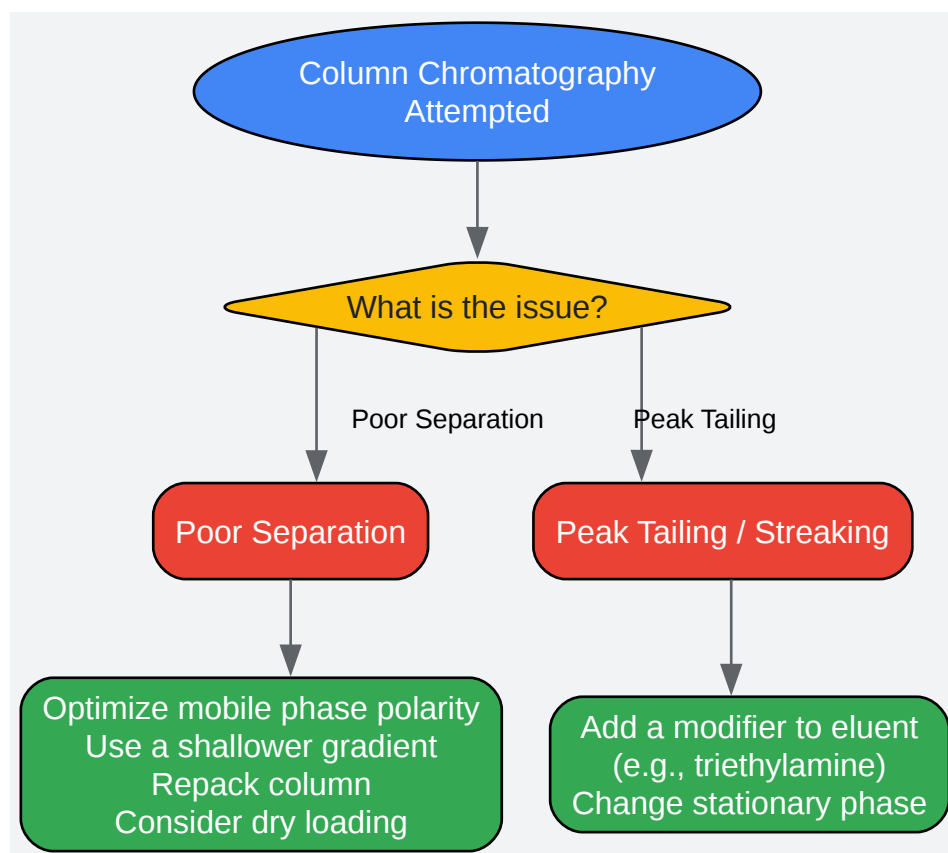 Column Chromatography
Attempted
What is the issue?
Poor Separation
Peak Tailing
Poor Separation
Peak Tailing / Streaking
Optimize mobile phase polarity
Use a shallower gradient
Repack column
Consider dry loading
Add a modifier to eluent
(e.g., triethylamine)
Change stationary phase